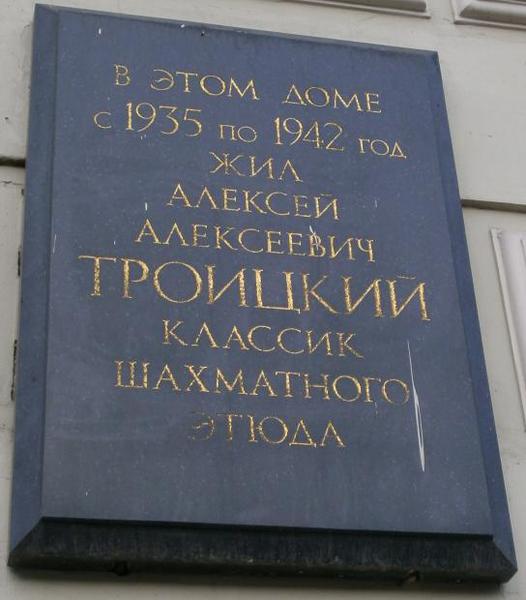 В ЭТОМ ДОМЕ
С 1935 ПО 1942 ГОД
ЖИЛ
АЛЕКСЕЙ
АЛЕКСЕЕВИЧ
ТРОИЦКИЙ
КЛАССИК
ШАХМАТНОГО
ЭТЮДА